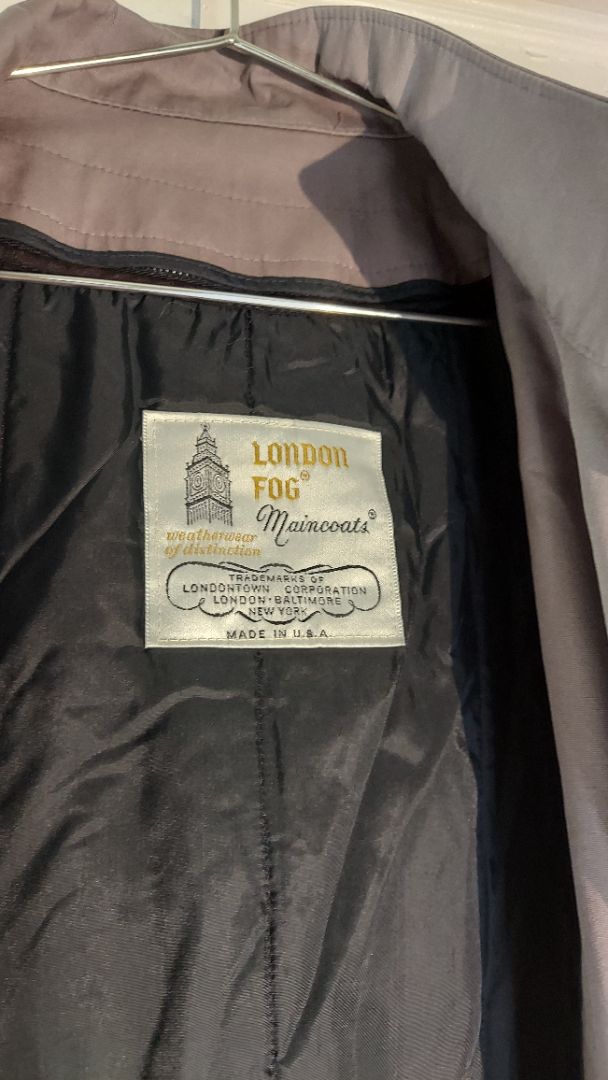 LONDON
FOG®
Maincoats®
weatherwear
of distinction
TRADEMARKS OF
LONDONTOWN CORPORATION
LONDON·BALTIMORE
NEW YORK
MADE IN U.S.A.